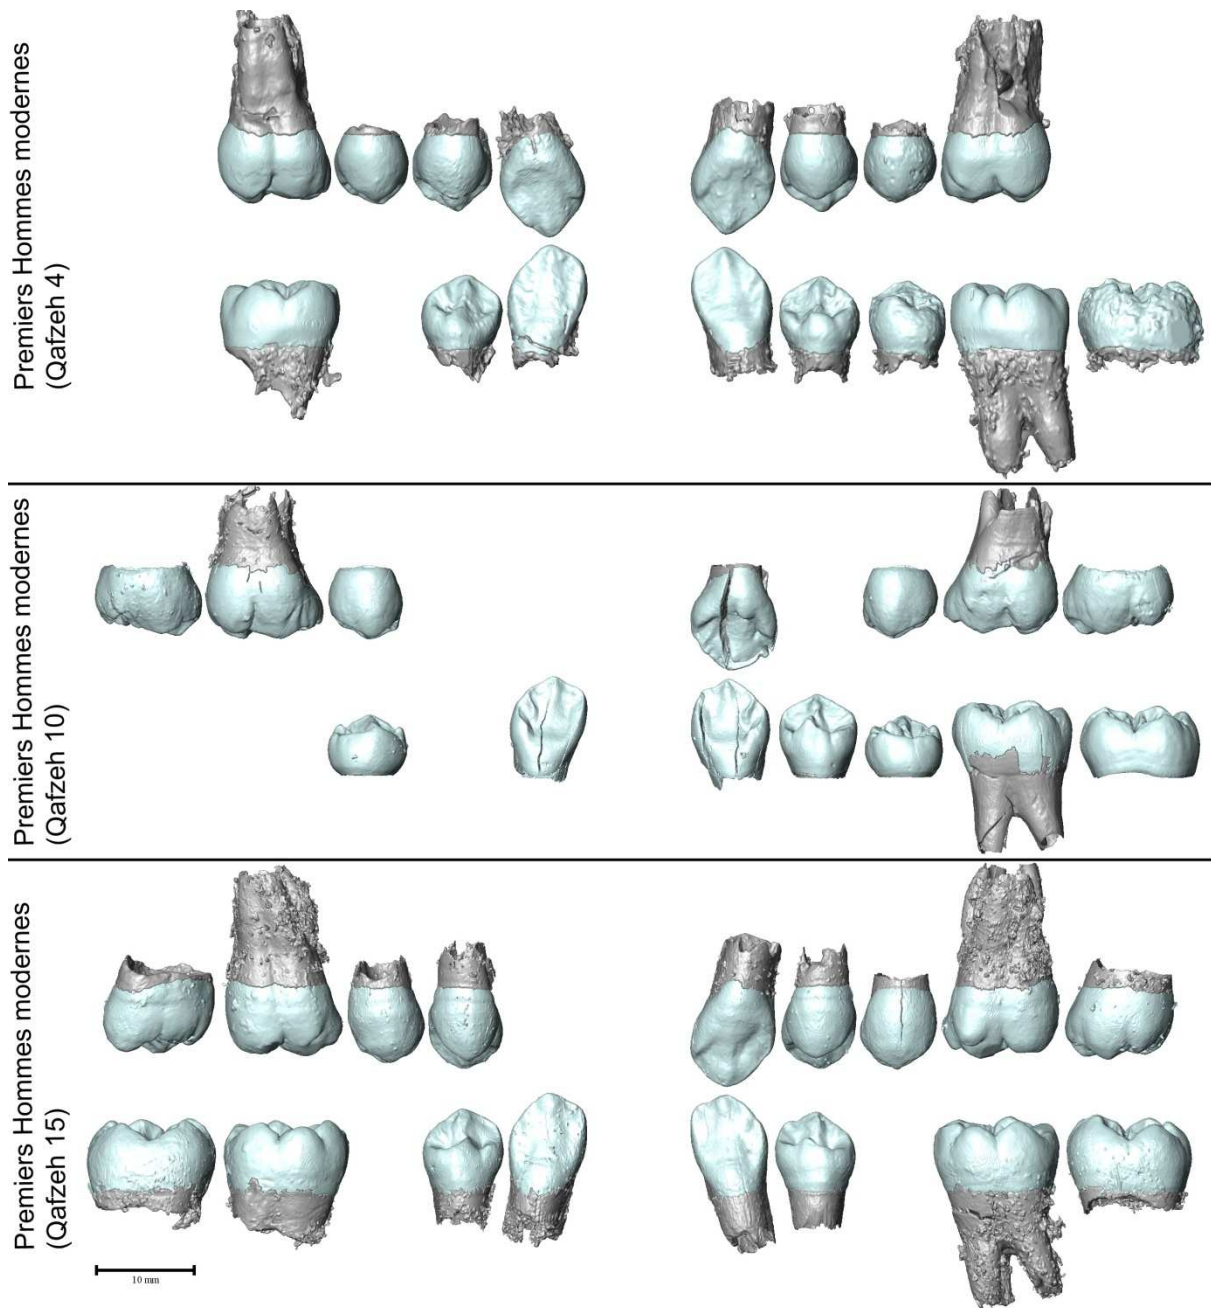 Premiers Hommes modernes
(Qafzeh 4)
Premiers Hommes modernes
(Qafzeh 10)
Premiers Hommes modernes
(Qafzeh 15)
10 mm